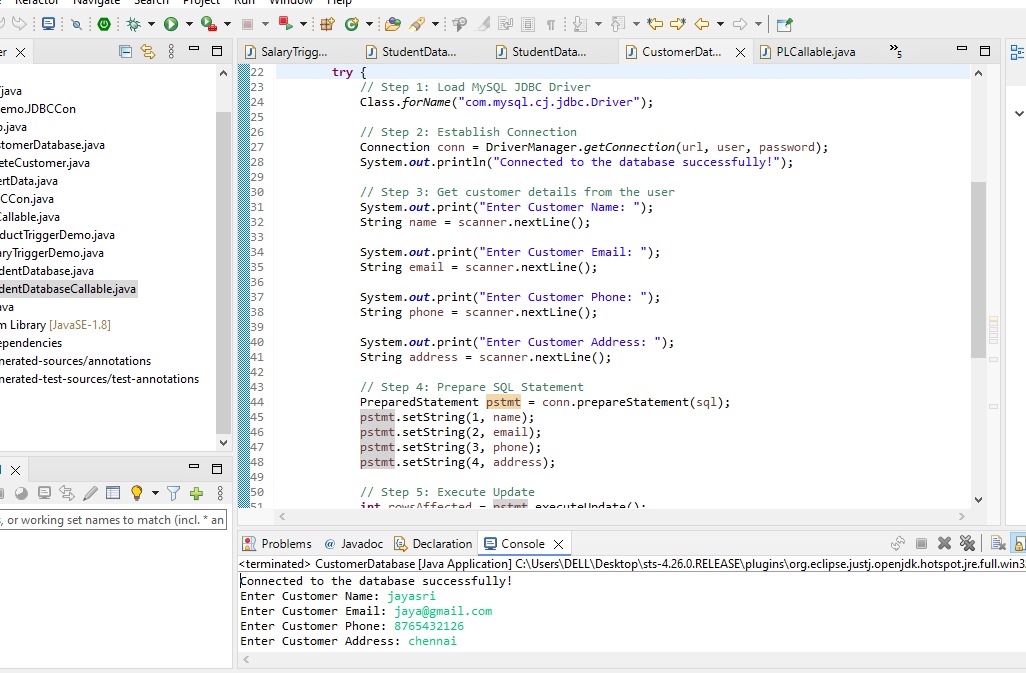 Refactor Navigate Search Project Run Window Help
SalaryTrigg... StudentData... StudentData... CustomerDat... PLCallable.java »5
java
emo.JDBCCon
o.java
stomerDatabase.java
eteCustomer.java
ertData.java
CCon.java
Callable.java
ductTriggerDemo.java
aryTriggerDemo.java
dentDatabase.java
dentDatabaseCallable.java
ava
m Library [JavaSE-1.8]
ependencies
nerated-sources/annotations
nerated-test-sources/test-annotations
s, or working set names to match (incl. * an
22 try {
23 // Step 1: Load MySQL JDBC Driver
24 Class.forName("com.mysql.cj.jdbc.Driver");
25
26 // Step 2: Establish Connection
27 Connection conn = DriverManager.getConnection(url, user, password);
28 System.out.println("Connected to the database successfully!");
29
30 // Step 3: Get customer details from the user
31 System.out.print("Enter Customer Name: ");
32 String name = scanner.nextLine();
33
34 System.out.print("Enter Customer Email: ");
35 String email = scanner.nextLine();
36
37 System.out.print("Enter Customer Phone: ");
38 String phone = scanner.nextLine();
39
40 System.out.print("Enter Customer Address: ");
41 String address = scanner.nextLine();
42
43 // Step 4: Prepare SQL Statement
44 PreparedStatement pstmt = conn.prepareStatement(sql);
45 pstmt.setString(1, name);
46 pstmt.setString(2, email);
47 pstmt.setString(3, phone);
48 pstmt.setString(4, address);
49
50 // Step 5: Execute Update
51 int rowsAffected = pstmt.executeUpdate();
Problems @ Javadoc Declaration Console
<terminated> CustomerDatabase [Java Application] C:\Users\DELL\Desktop\sts-4.26.0.RELEASE\plugins\org.eclipse.justj.openjdk.hotspot.jre.full.win3
Connected to the database successfully!
Enter Customer Name: jayasri
Enter Customer Email: jaya@gmail.com
Enter Customer Phone: 8765432126
Enter Customer Address: chennai